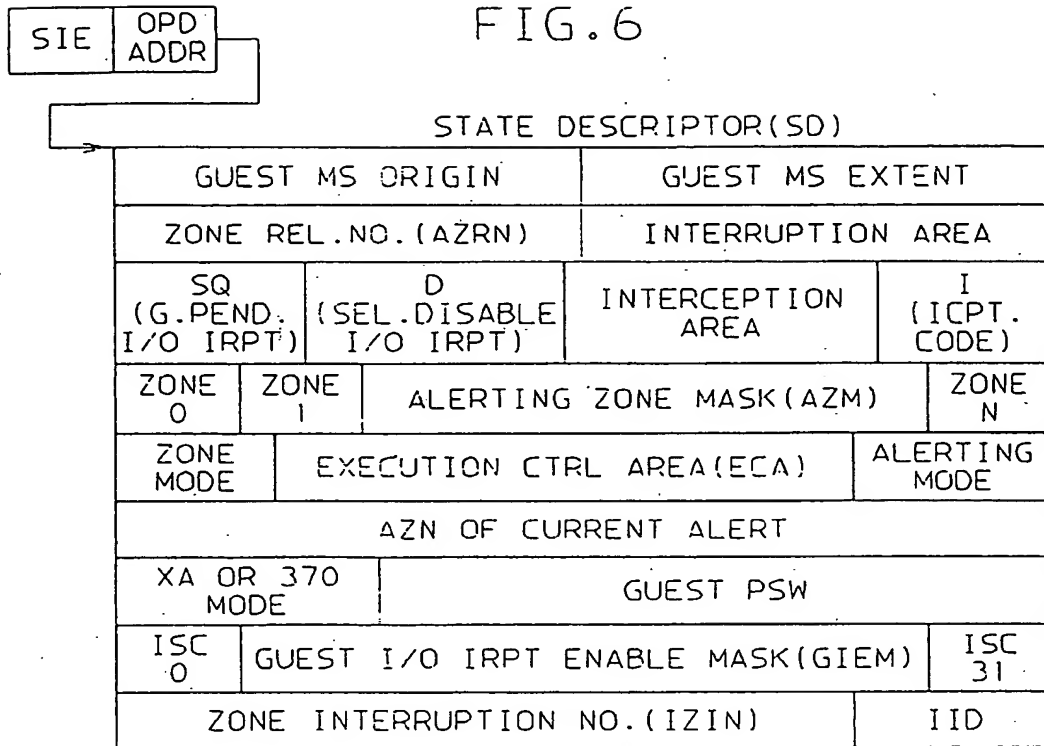 FIG.6
SIE OPD ADDR
STATE DESCRIPTOR(SD)
GUEST MS ORIGIN GUEST MS EXTENT
ZONE REL.NO.(AZRN) INTERRUPTION AREA
SQ (G.PEND. I/O IRPT) D (SEL.DISABLE I/O IRPT) INTERCEPTION AREA I (ICPT. CODE)
ZONE 0 ZONE 1 ALERTING ZONE MASK(AZM) ZONE N
ZONE MODE EXECUTION CTRL AREA(ECA) ALERTING MODE
AZN OF CURRENT ALERT
XA OR 370 MODE GUEST PSW
ISC 0 GUEST I/O IRPT ENABLE MASK(GIEM) ISC 31
ZONE INTERRUPTION NO.(IZIN) IID